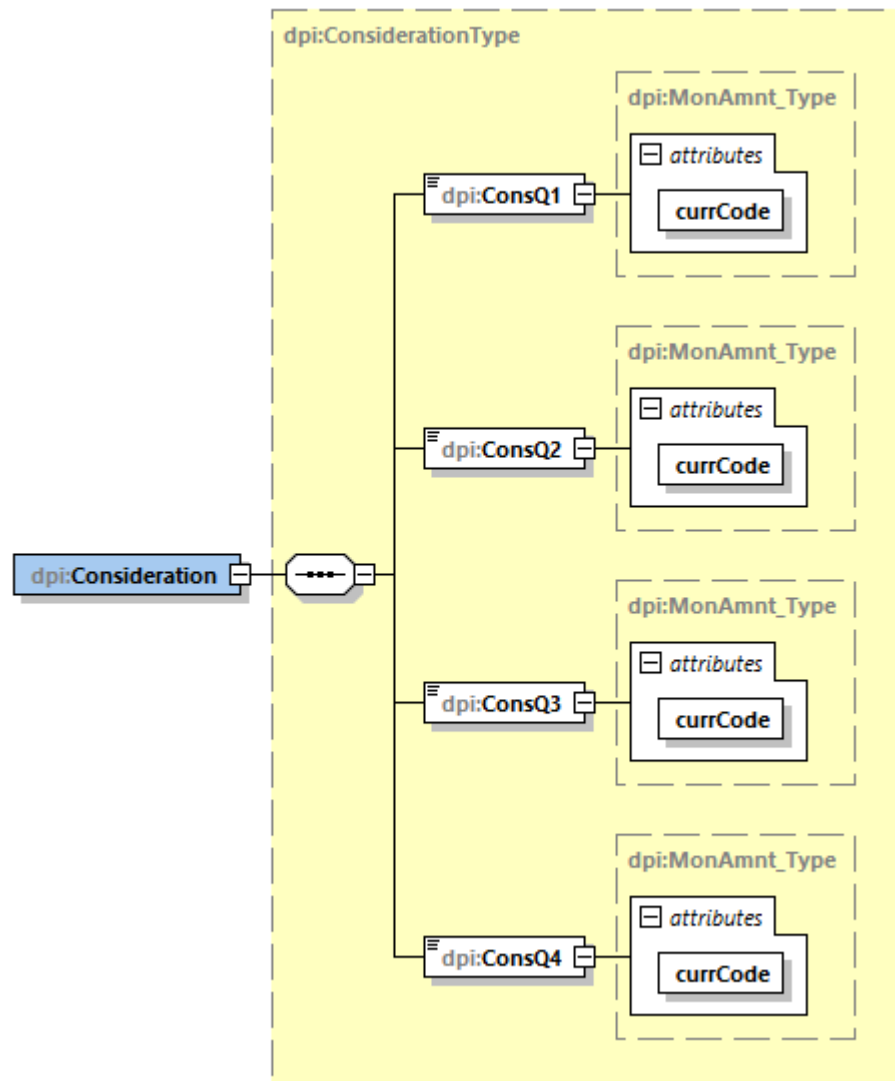 dpi:ConsiderationType
dpi:MonAmnt_Type
attributes
dpi:ConsQ1
currCode
dpi:MonAmnt_Type
attributes
dpi:ConsQ2
currCode
dpi:Consideration
dpi:MonAmnt_Type
attributes
dpi:ConsQ3
currCode
dpi:MonAmnt_Type
attributes
dpi:ConsQ4
currCode